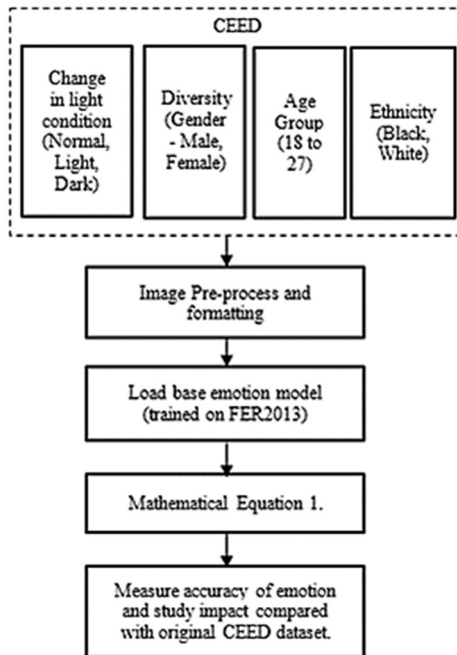 CEED
Change
in light
condition
(Normal,
Light,
Dark)
Diversity
(Gender
- Male,
Female)
Age
Group
(18 to
27)
Ethnicity
(Black,
White)
Image Pre-process and
formatting
Load base emotion model
(trained on FER2013)
Mathematical Equation 1.
Measure accuracy of emotion
and study impact compared
with original CEED dataset.